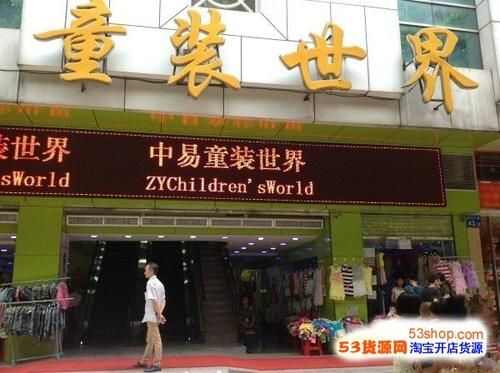 童装世界
装世界 中易童装世界
sWorld ZYChildren'sWorld
53shop.com
53货源网 淘宝开店货源